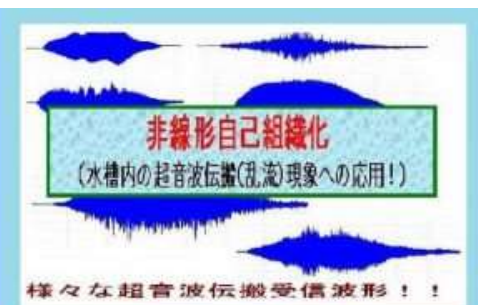 非線形自己組織化
(水槽内の超音波伝搬(乱流)現象への応用!)
様々な超音波伝搬受信波形!!